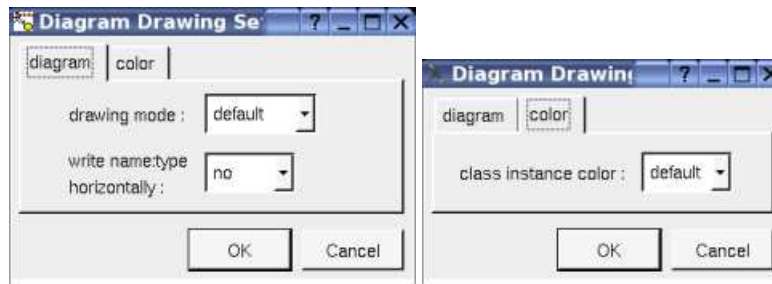 Diagram Drawing Se
diagram
color
drawing mode :
default
write name:type
horizontally :
no
OK
Cancel
Diagram Drawing
diagram
color
class instance color :
default
OK
Cancel